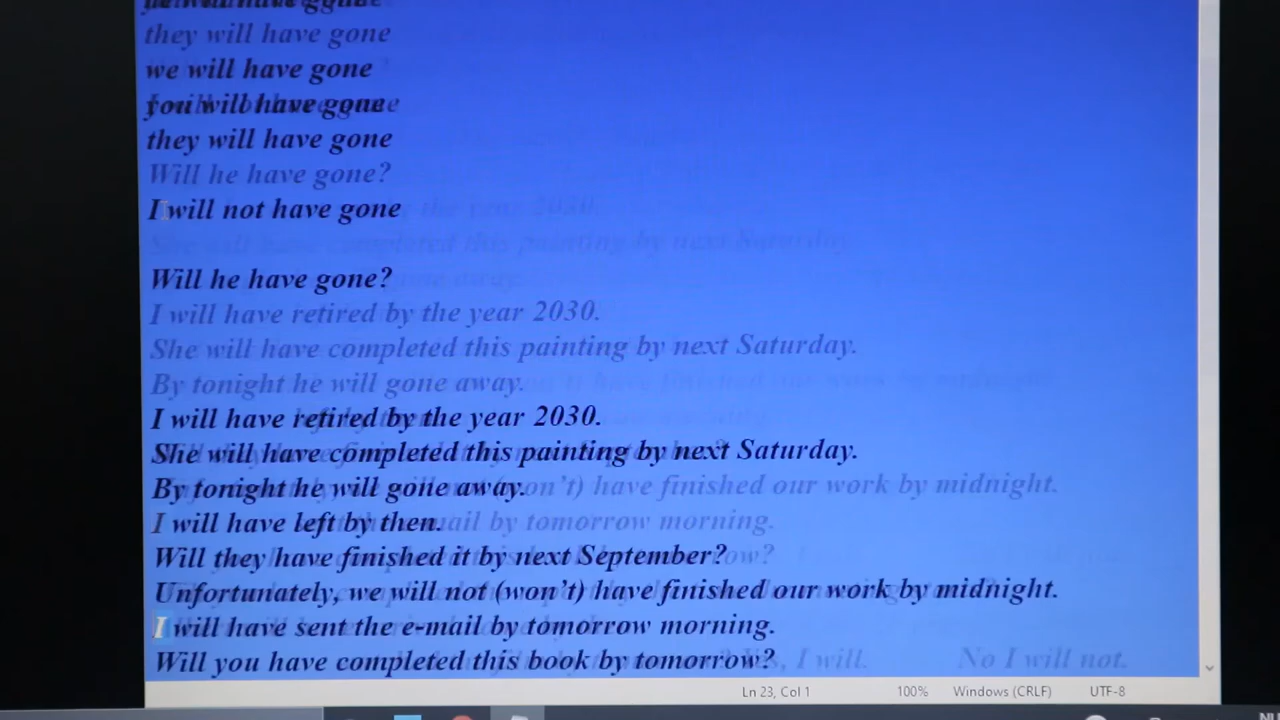 they will have gone
we will have gone
you will have gone
they will have gone
Will he have gone?
I will not have gone
Will he have gone?
I will have retired by the year 2030.
She will have completed this painting by next Saturday.
By tonight he will gone away.
I will have retired by the year 2030.
She will have completed this painting by next Saturday.
By tonight he will gone away.
I will have left by then.
Will they have finished it by next September?
Unfortunately, we will not (won't) have finished our work by midnight.
I will have sent the e-mail by tomorrow morning.
Will you have completed this book by tomorrow?
I will. No I will not.
Ln 23, Col 1 100% Windows (CRLF) UTF-8